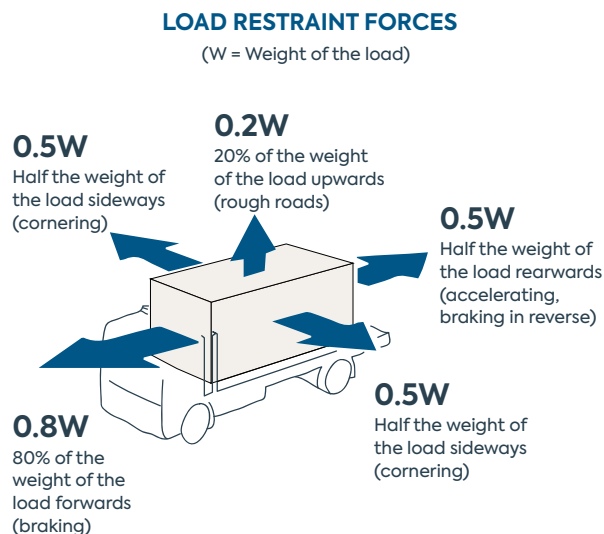 LOAD RESTRAINT FORCES
(W = Weight of the load)
0.5W
Half the weight of
the load sideways
(cornering)
0.2W
20% of the weight
of the load upwards
(rough roads)
0.5W
Half the weight of
the load rearwards
(accelerating,
braking in reverse)
0.8W
80% of the
weight of the
load forwards
(braking)
0.5W
Half the weight of
the load sideways
(cornering)